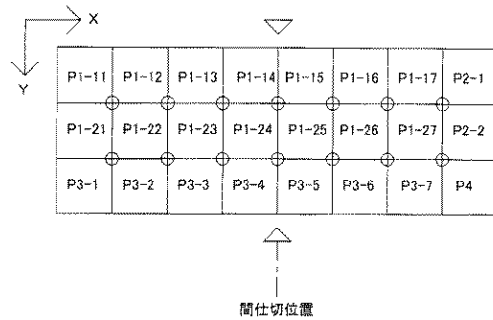 X
Y
P1-11 P1-12 P1-13 P1-14 P1-15 P1-16 P1-17 P2-1
P1-21 P1-22 P1-23 P1-24 P1-25 P1-26 P1-27 P2-2
P3-1 P3-2 P3-3 P3-4 P3-5 P3-6 P3-7 P4
間仕切位置